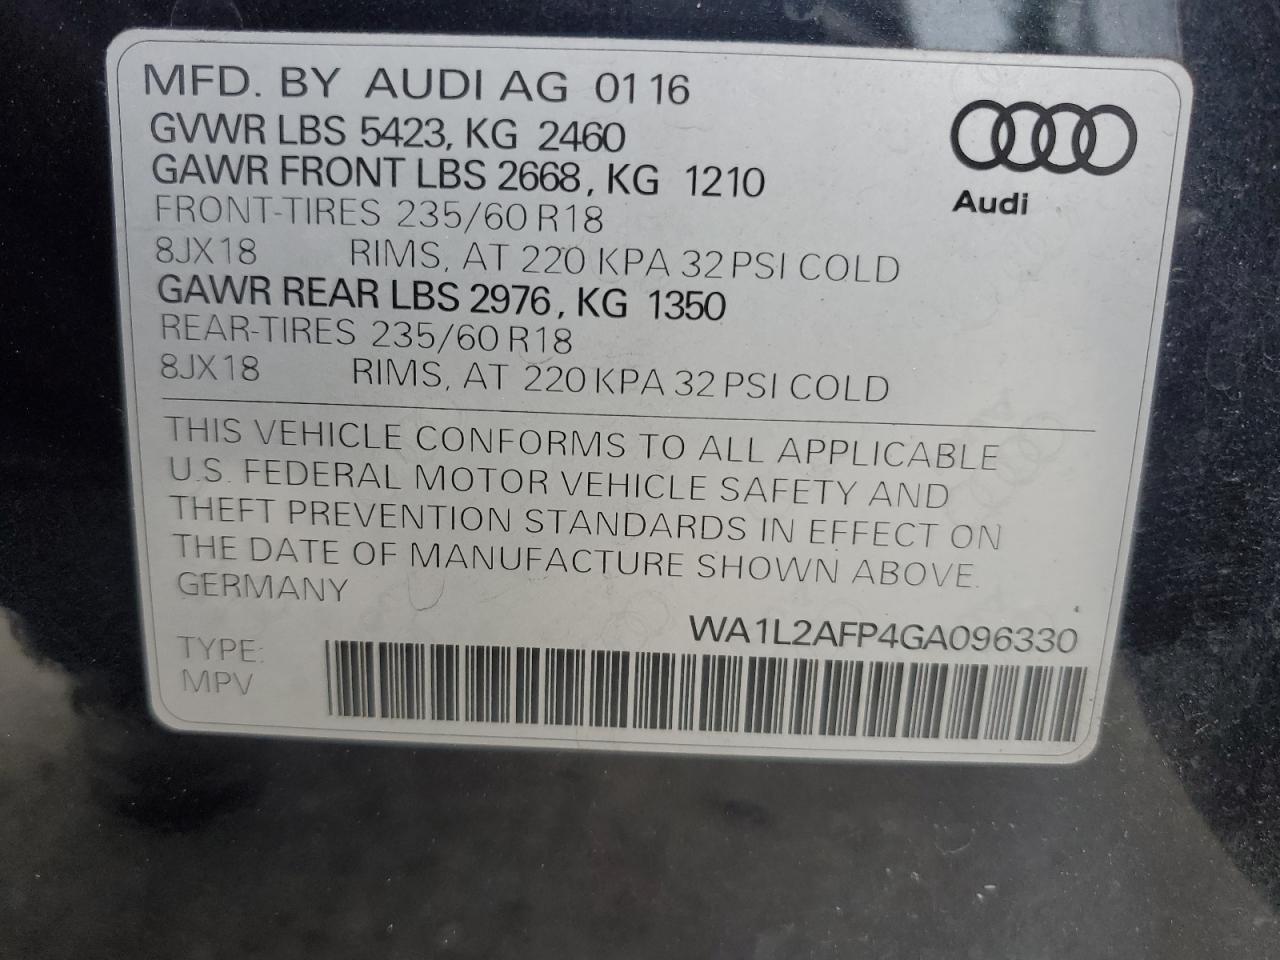 MFD. BY AUDI AG 01 16
GVWR LBS 5423, KG 2460
GAWR FRONT LBS 2668, KG 1210
FRONT-TIRES 235/60 R18
8JX18 RIMS, AT 220 KPA 32 PSI COLD
GAWR REAR LBS 2976, KG 1350
REAR-TIRES 235/60 R18
8JX18 RIMS, AT 220 KPA 32 PSI COLD
Audi
THIS VEHICLE CONFORMS TO ALL APPLICABLE
U.S. FEDERAL MOTOR VEHICLE SAFETY AND
THEFT PREVENTION STANDARDS IN EFFECT ON
THE DATE OF MANUFACTURE SHOWN ABOVE.
GERMANY
WA1L2AFP4GA096330
TYPE:
MPV